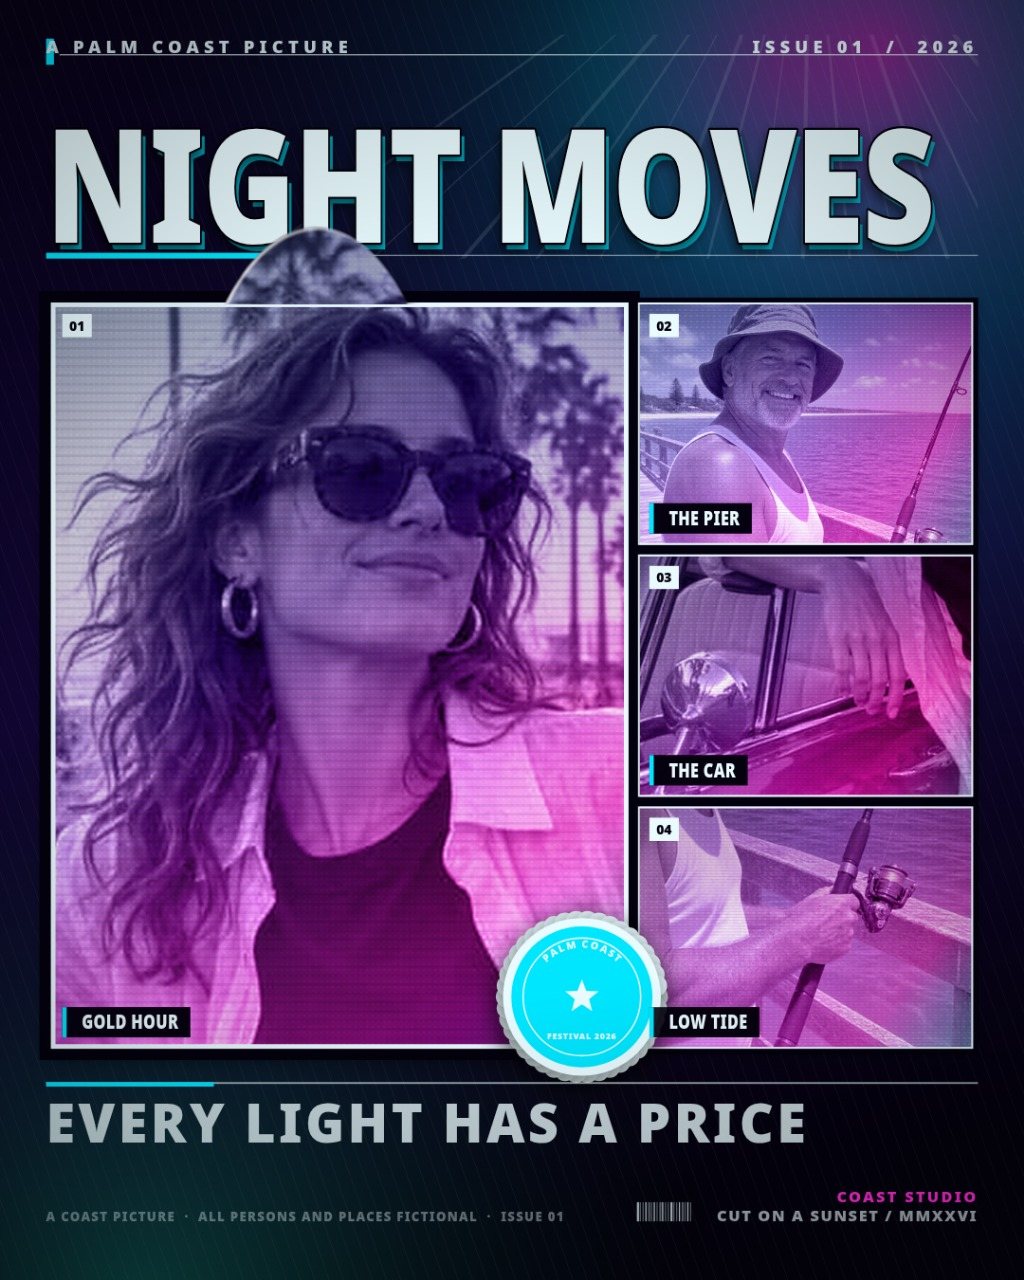 A PALM COAST PICTURE
ISSUE 01 / 2026
NIGHT MOVES
01
GOLD HOUR
02
THE PIER
03
THE CAR
04
LOW TIDE
PALM COAST
FESTIVAL 2026
EVERY LIGHT HAS A PRICE
A COAST PICTURE · ALL PERSONS AND PLACES FICTIONAL · ISSUE 01
COAST STUDIO
CUT ON A SUNSET / MMXXVI